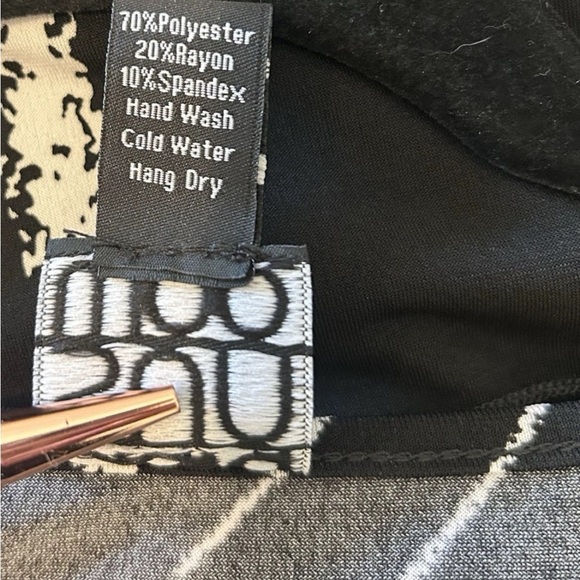 70%Polyester
20%Rayon
10%Spandex
Hand Wash
Cold Water
Hang Dry